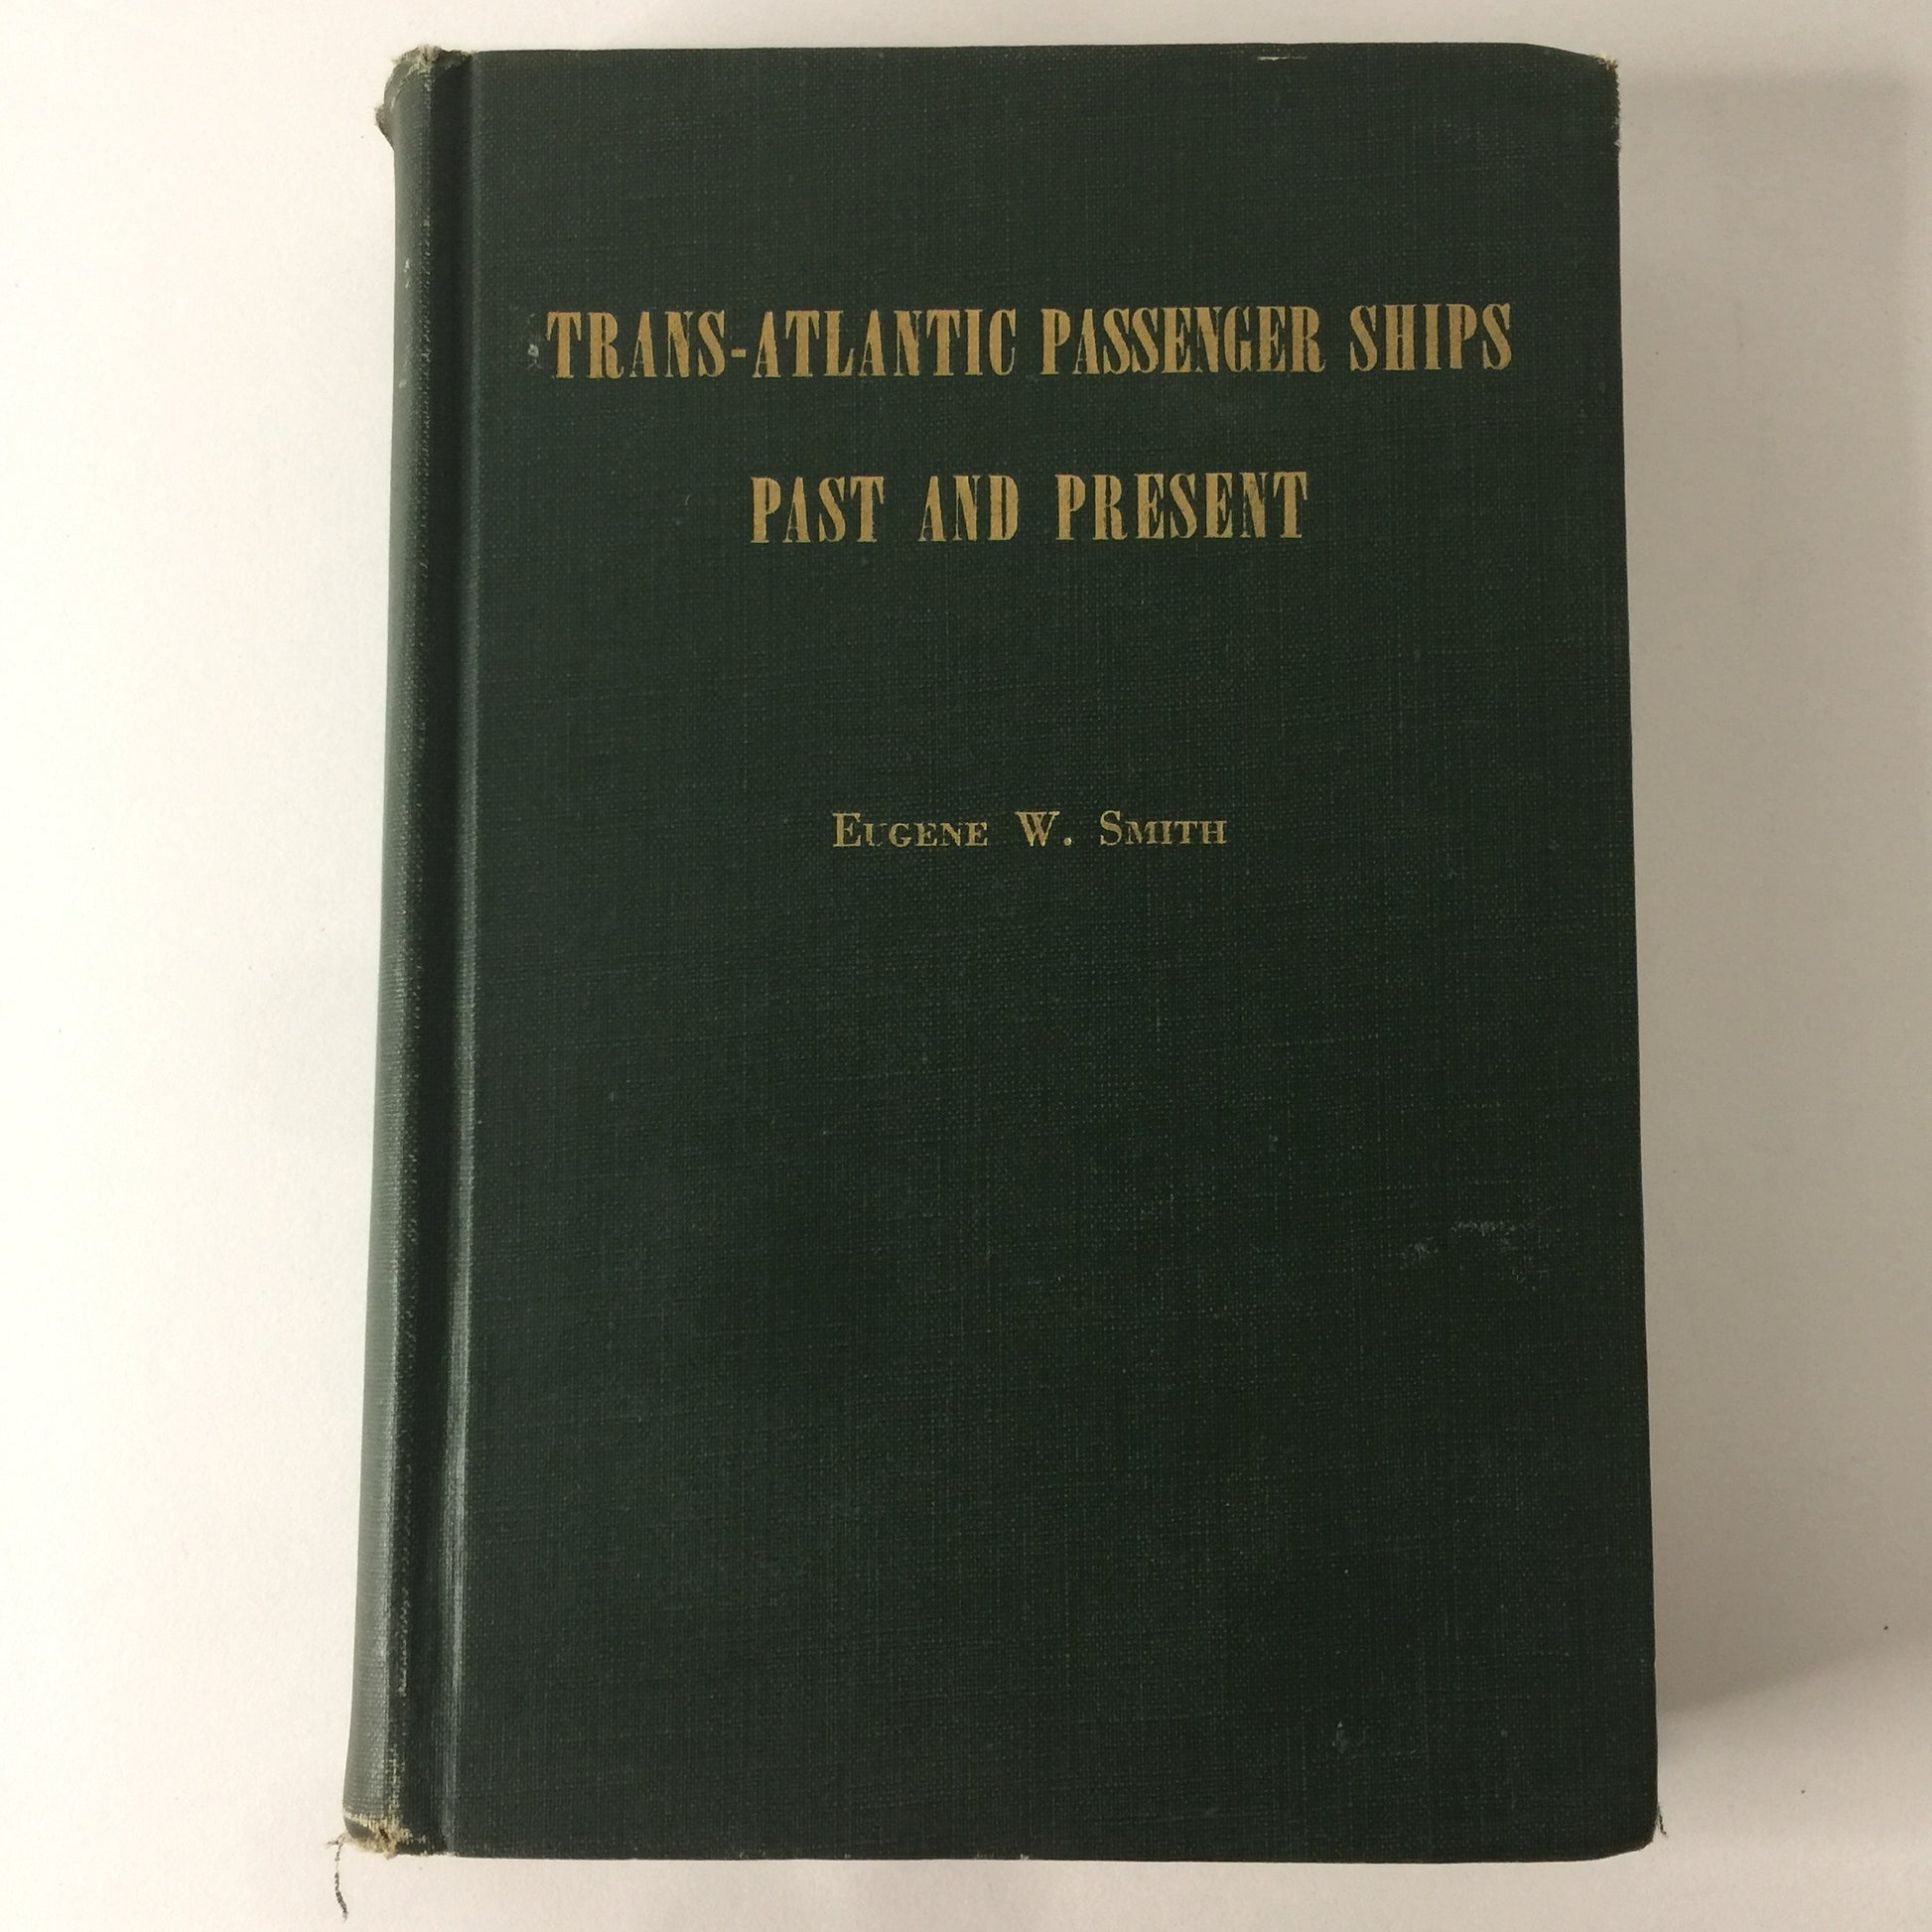 TRANS-ATLANTIC PASSENGER SHIPS
PAST AND PRESENT
EUGENE W. SMITH